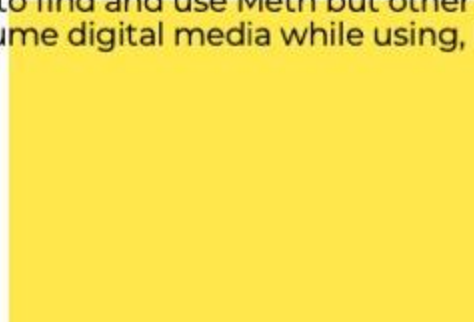 to find and use Meth but other
ume digital media while using,